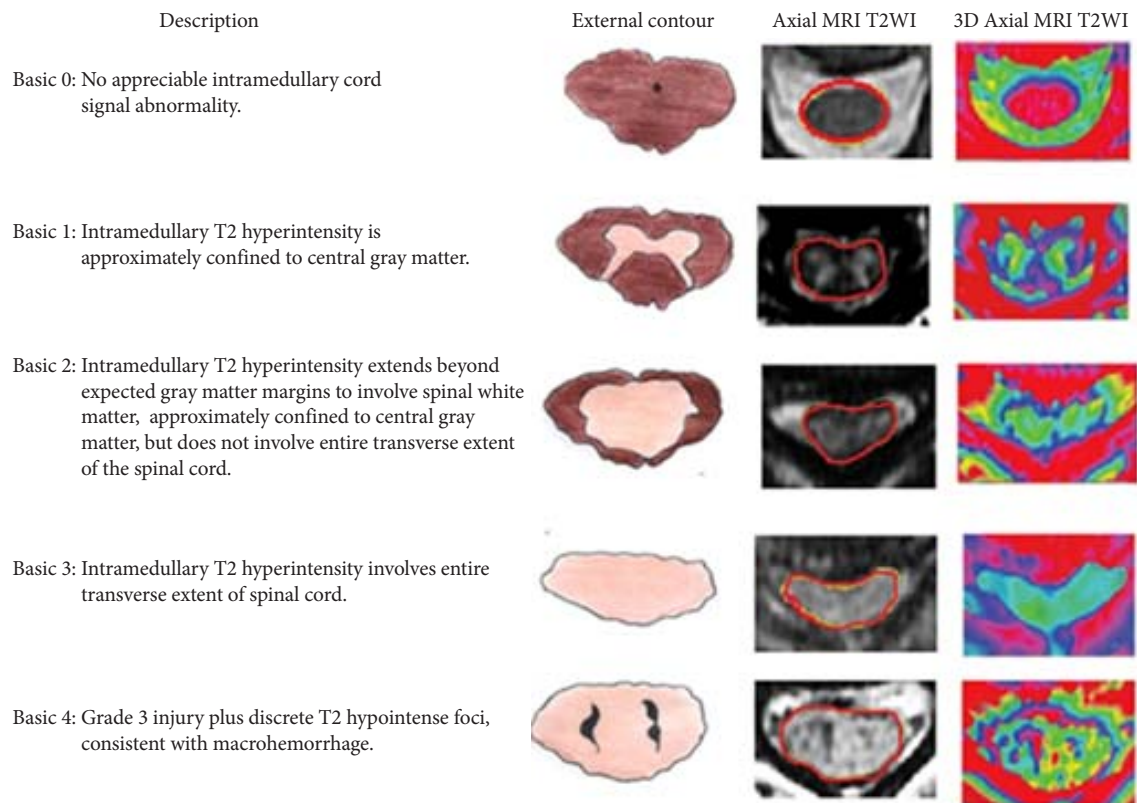 Description
External contour
Axial MRI T2WI
3D Axial MRI T2WI
Basic 0: No appreciable intramedullary cord
signal abnormality.
Basic 1: Intramedullary T2 hyperintensity is
approximately confined to central gray matter.
Basic 2: Intramedullary T2 hyperintensity extends beyond
expected gray matter margins to involve spinal white
matter, approximately confined to central gray
matter, but does not involve entire transverse extent
of the spinal cord.
Basic 3: Intramedullary T2 hyperintensity involves entire
transverse extent of spinal cord.
Basic 4: Grade 3 injury plus discrete T2 hypointense foci,
consistent with macrohemorrhage.